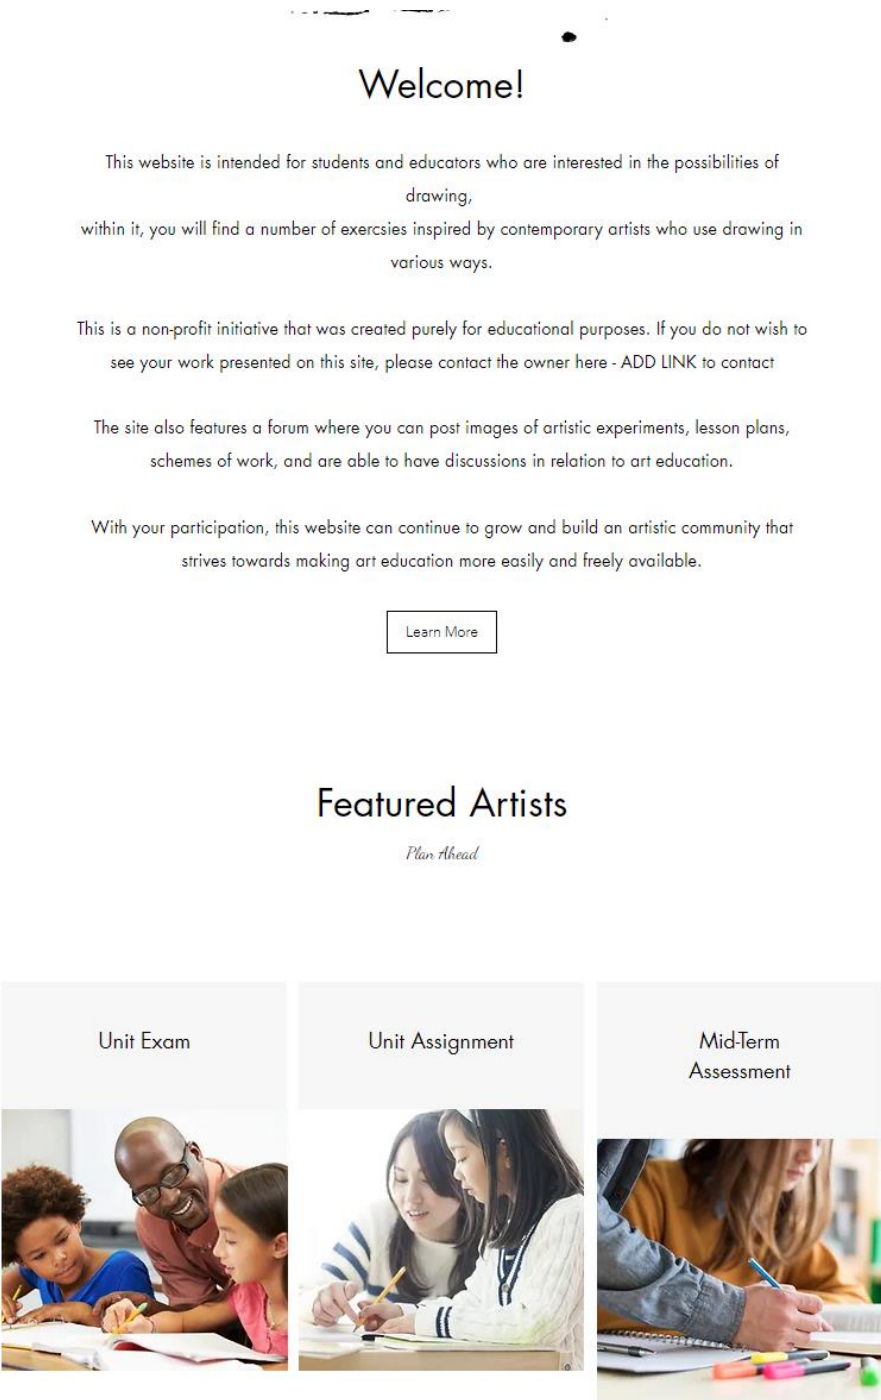 Welcome!
This website is intended for students and educators who are interested in the possibilities of
drawing,
within it, you will find a number of exercsies inspired by contemporary artists who use drawing in
various ways.
This is a non-profit initiative that was created purely for educational purposes. If you do not wish to
see your work presented on this site, please contact the owner here - ADD LINK to contact
The site also features a forum where you can post images of artistic experiments, lesson plans,
schemes of work, and are able to have discussions in relation to art education.
With your participation, this website can continue to grow and build an artistic community that
strives towards making art education more easily and freely available.
Learn More
Featured Artists
Plan Ahead
Unit Exam
Unit Assignment
Mid-Term
Assessment